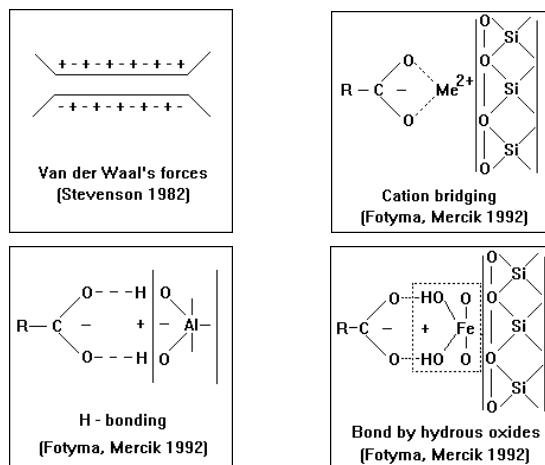 + - + - + - + - + - +
- + - + - + - + - + -
Van der Waal's forces
(Stevenson 1982)
O
R – C – Me2+
O
O Si
O
O Si
O
O Si
O
Cation bridging
(Fotyma, Mercik 1992)
O – – – H O
R – C – + – Al –
O – – – H O
H - bonding
(Fotyma, Mercik 1992)
O HO O
R – C – + Fe
O HO O
O Si
O
O Si
O
O Si
O
Bond by hydrous oxides
(Fotyma, Mercik 1992)